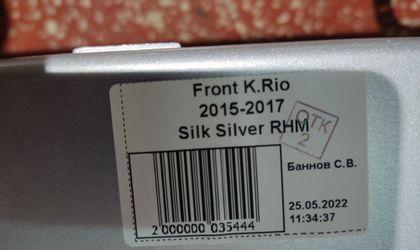 Front K.Rio
2015-2017
Silk Silver RHM
ОТК
2
Баннов С.В.
2 000000 035444
25.05.2022
11:34:37